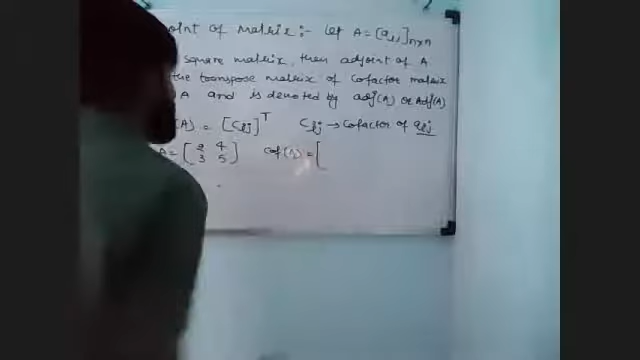 oint of Matrix :- Let A = [aij]n×n
square matrix, then adjoint of A
the transpose matrix of cofactor matrix
A and is denoted by adj(A) or Adj(A)
(A) = [Cij]^T Cij → Cofactor of aij
A = [2 4 3 5] Cof(A) = [